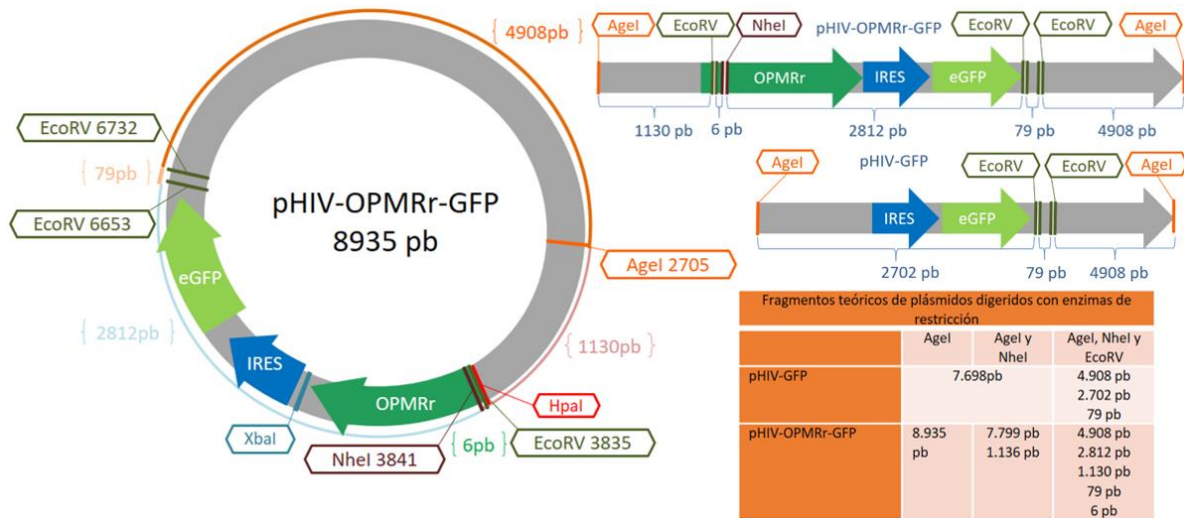 { 4908pb }
EcoRV 6732
{ 79pb }
EcoRV 6653
pHIV-OPMRr-GFP
8935 pb
AgeI 2705
eGFP
{ 2812pb }
{ 1130pb }
IRES
OPMRr
HpaI
XbaI
{ 6pb }
EcoRV 3835
NheI 3841
AgeI
EcoRV
NheI
pHIV-OPMRr-GFP
EcoRV
EcoRV
AgeI
OPMRr
IRES
eGFP
1130 pb
6 pb
2812 pb
79 pb
4908 pb
AgeI
pHIV-GFP
EcoRV
EcoRV
AgeI
IRES
eGFP
2702 pb
79 pb
4908 pb
Fragmentos teóricos de plásmidos digeridos con enzimas de
restricción
AgeI
AgeI y
NheI
AgeI, NheI y
EcoRV
pHIV-GFP
7.698pb
4.908 pb
2.702 pb
79 pb
pHIV-OPMRr-GFP
8.935
pb
7.799 pb
1.136 pb
4.908 pb
2.812 pb
1.130 pb
79 pb
6 pb